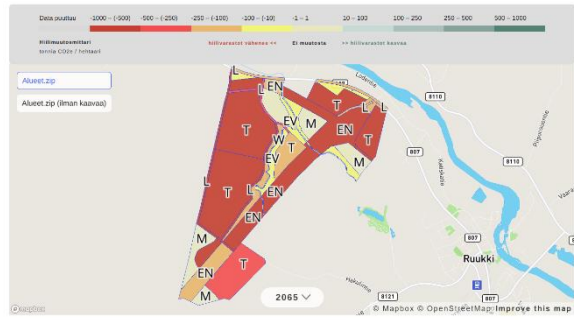 Data puuttuu -1000 – (-500) -500 – (-250) -250 – (-100) -100 – (-10) -1 – 1 10 – 100 100 – 250 250 – 500 500 – 1000
Hiilimuutosmittari hiilivarastot vähenee << Ei muutosta >> hiilivarastot kasvaa
tonnia CO2e / hehtaari
Alueet.zip
Alueet.zip (ilman kaavaa)
L
EN
T
L
L
8110
T
EV
M
EN
T
W
T
EV
M
807
8110
L
T
L
EN
EN
M
807
Ruukki
EN
T
M
2065
8121
807
mapbox
© Mapbox © OpenStreetMap Improve this map